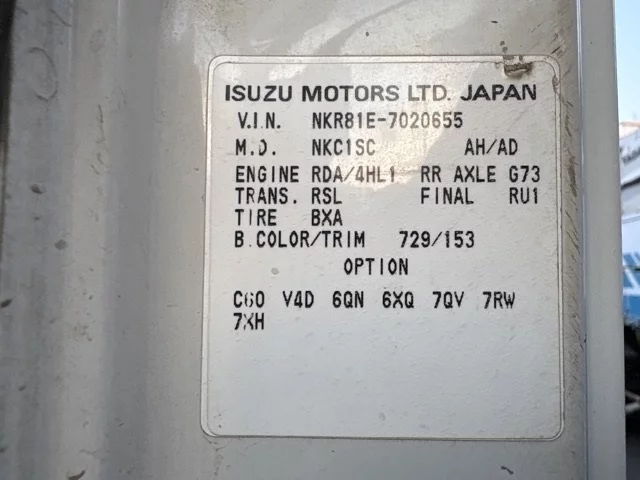 ISUZU MOTORS LTD. JAPAN
V.I.N. NKR81E-7020655
M.D. NKC1SC AH/AD
ENGINE RDA/4HL1 RR AXLE G73
TRANS. RSL FINAL RU1
TIRE BXA
B.COLOR/TRIM 729/153
OPTION
C60 V4D 6QN 6XQ 7QV 7RW
7XH